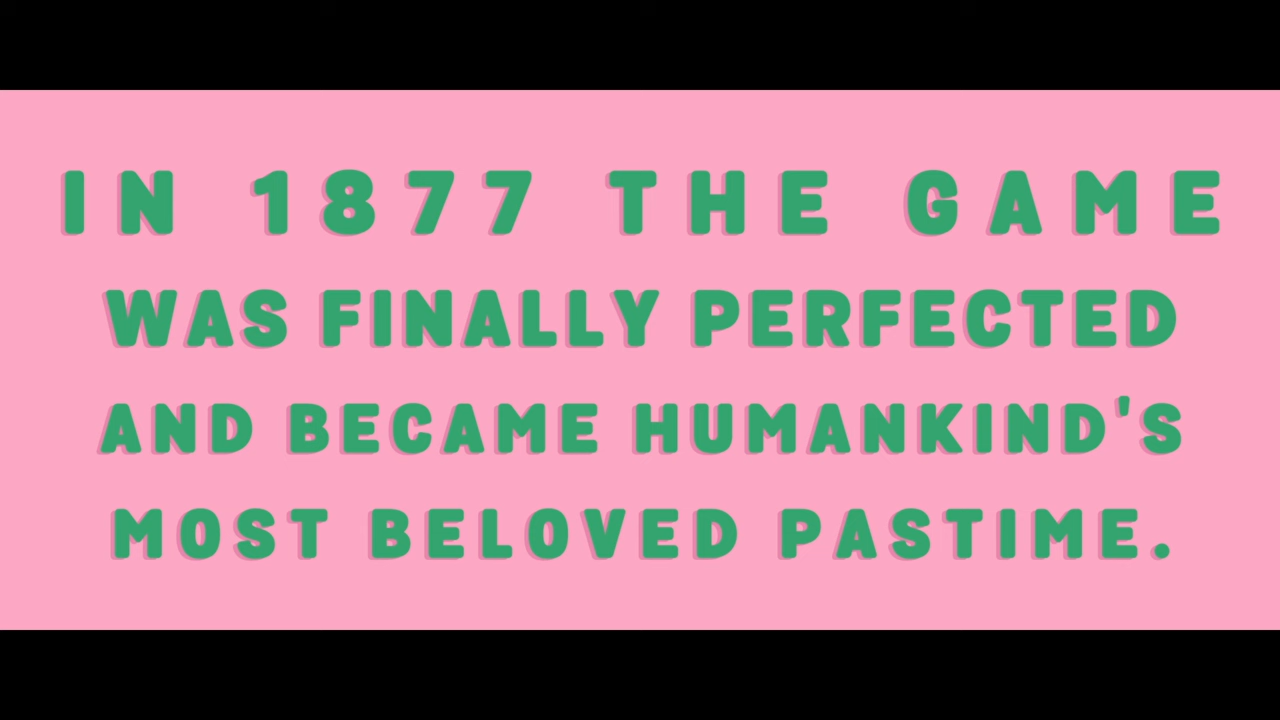 IN 1877 THE GAME
WAS FINALLY PERFECTED
AND BECAME HUMANKIND'S
MOST BELOVED PASTIME.